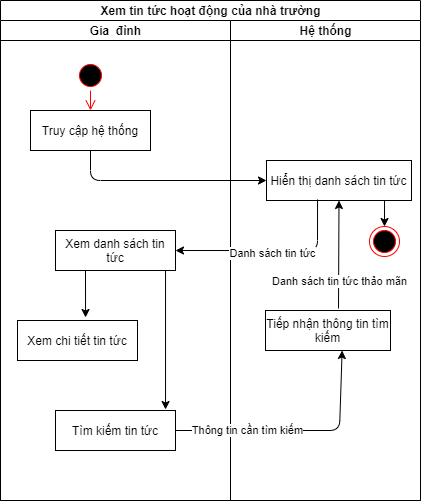 Xem tin tức hoạt động của nhà trường
Gia đình
Hệ thống
Truy cập hệ thống
Hiển thị danh sách tin tức
Xem danh sách tin
tức
Danh sách tin tức
Danh sách tin tức thảo mãn
Xem chi tiết tin tức
Tiếp nhận thông tin tìm
kiếm
Tìm kiếm tin tức
Thông tin cần tìm kiếm